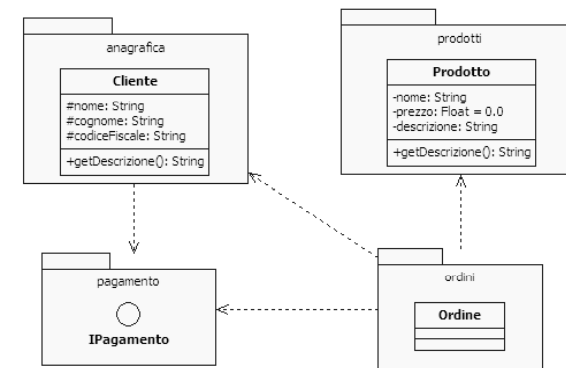 anagrafica
Cliente
#nome: String
#cognome: String
#codiceFiscale: String
+getDescrizione(): String
prodotti
Prodotto
-nome: String
-prezzo: Float = 0.0
-descrizione: String
+getDescrizione(): String
pagamento
IPagamento
ordini
Ordine